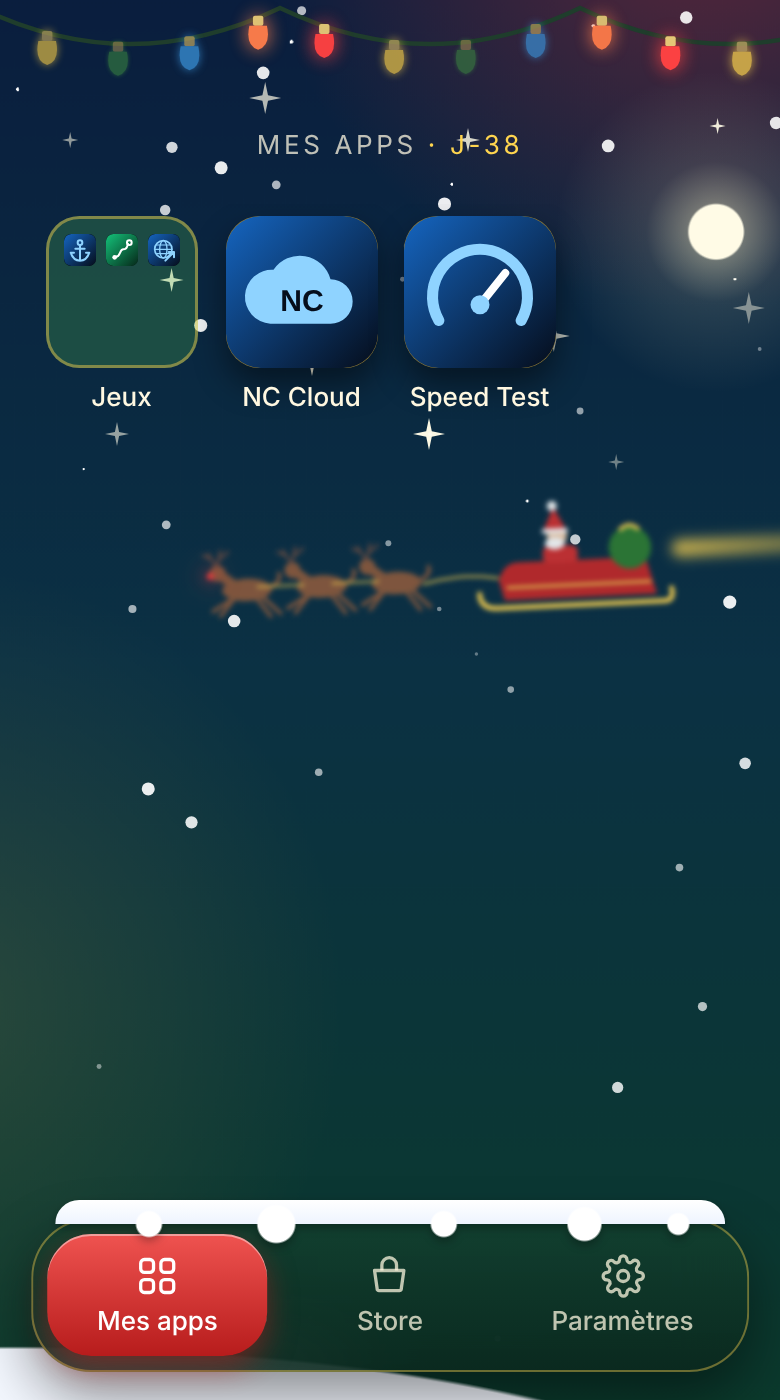 MES APPS · J-38
NC
Jeux
NC Cloud
Speed Test
Mes apps
Store
Paramètres